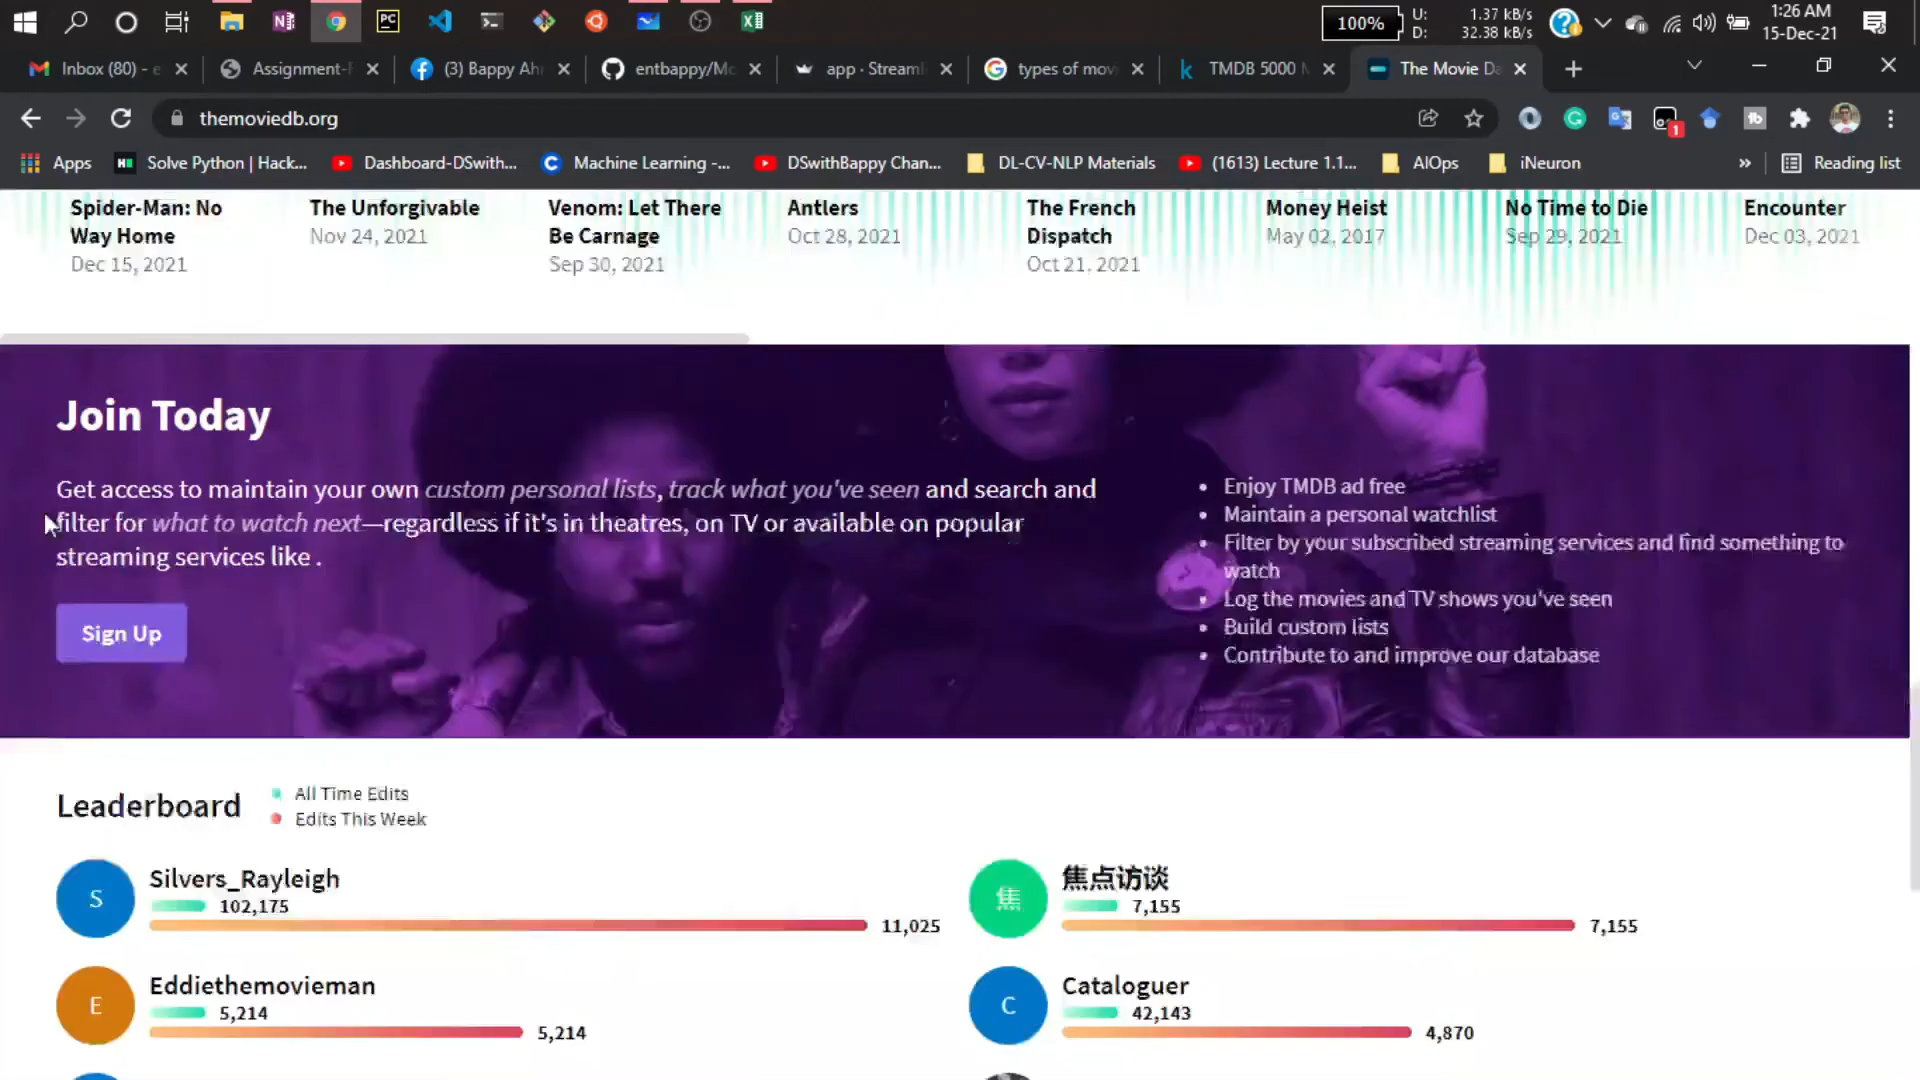 100%
U: 1.37 kB/s
D: 32.38 kB/s
1:26 AM
15-Dec-21
Inbox (80) - e
Assignment-
(3) Bappy Ah
entbappy/Mo
app · Streaml
types of mov
TMDB 5000 M
The Movie Da
themoviedb.org
1
Apps
Solve Python | Hack...
Dashboard-DSwith...
Machine Learning -...
DSwithBappy Chan...
DL-CV-NLP Materials
(1613) Lecture 1.1...
AIOps
iNeuron
»
Reading list
Spider-Man: No
Way Home
Dec 15, 2021
The Unforgivable
Nov 24, 2021
Venom: Let There
Be Carnage
Sep 30, 2021
Antlers
Oct 28, 2021
The French
Dispatch
Oct 21, 2021
Money Heist
May 02, 2017
No Time to Die
Sep 29, 2021
Encounter
Dec 03, 2021
Join Today
Get access to maintain your own custom personal lists, track what you've seen and search and
filter for what to watch next—regardless if it's in theatres, on TV or available on popular
streaming services like .
Sign Up
• Enjoy TMDB ad free
• Maintain a personal watchlist
• Filter by your subscribed streaming services and find something to
watch
• Log the movies and TV shows you've seen
• Build custom lists
• Contribute to and improve our database
Leaderboard
All Time Edits
Edits This Week
S
Silvers_Rayleigh
102,175
11,025
焦
焦点访谈
7,155
7,155
E
Eddiethemovieman
5,214
5,214
C
Cataloguer
42,143
4,870